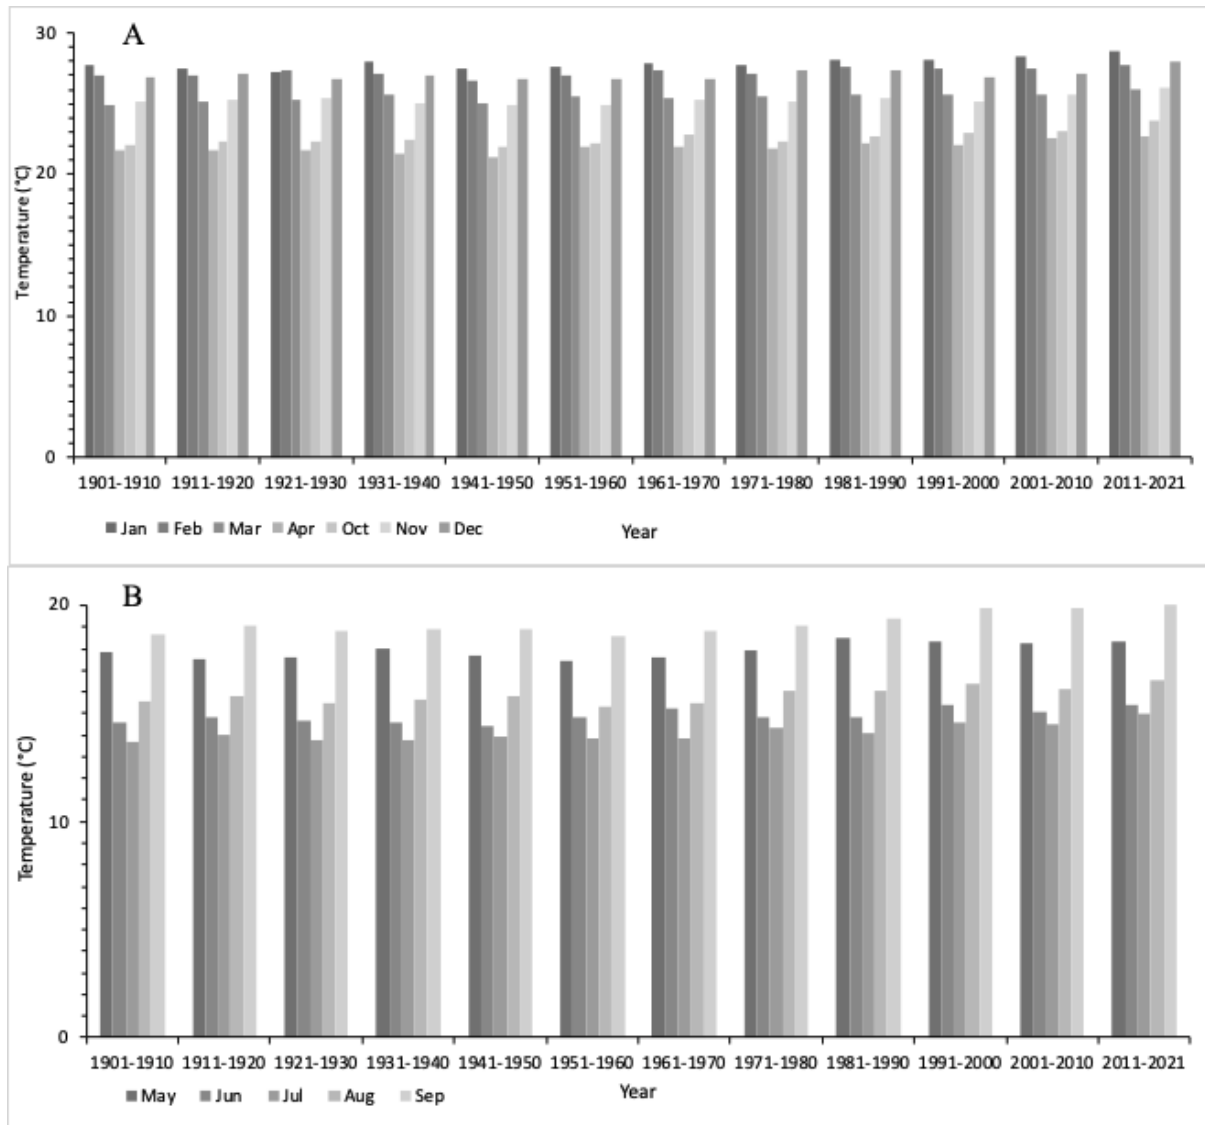 A
30
20
10
0
Temperature (°C)
1901-1910 1911-1920 1921-1930 1931-1940 1941-1950 1951-1960 1961-1970 1971-1980 1981-1990 1991-2000 2001-2010 2011-2021
Jan Feb Mar Apr Oct Nov Dec
Year
B
20
10
0
Temperature (°C)
1901-1910 1911-1920 1921-1930 1931-1940 1941-1950 1951-1960 1961-1970 1971-1980 1981-1990 1991-2000 2001-2010 2011-2021
May Jun Jul Aug Sep
Year